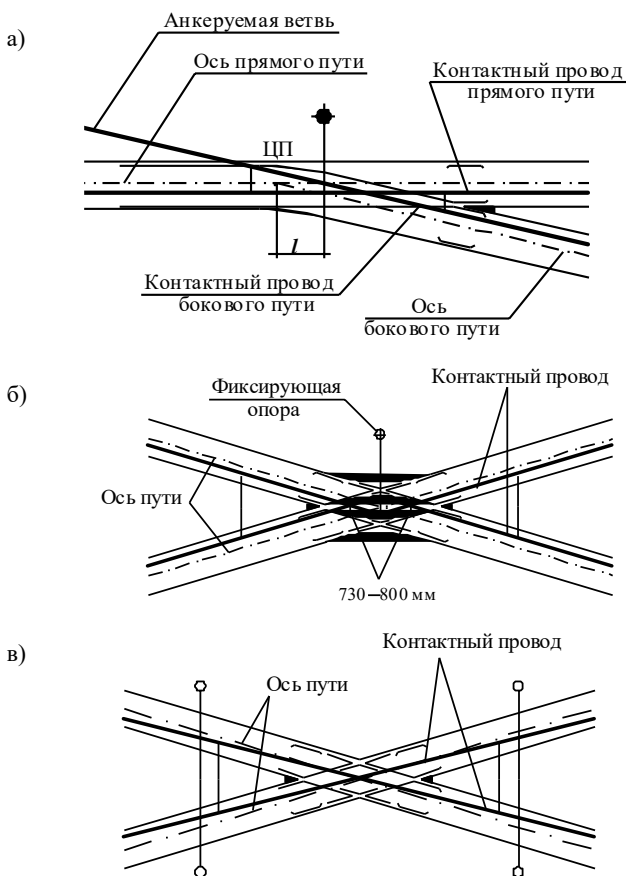 а)
Анкеруемая ветвь
Ось прямого пути
Контактный провод
прямого пути
ЦП
l
Контактный провод
бокового пути
Ось
бокового пути
б)
Фиксирующая
опора
Контактный провод
Ось пути
730–800 мм
в)
Контактный провод
Ось пути